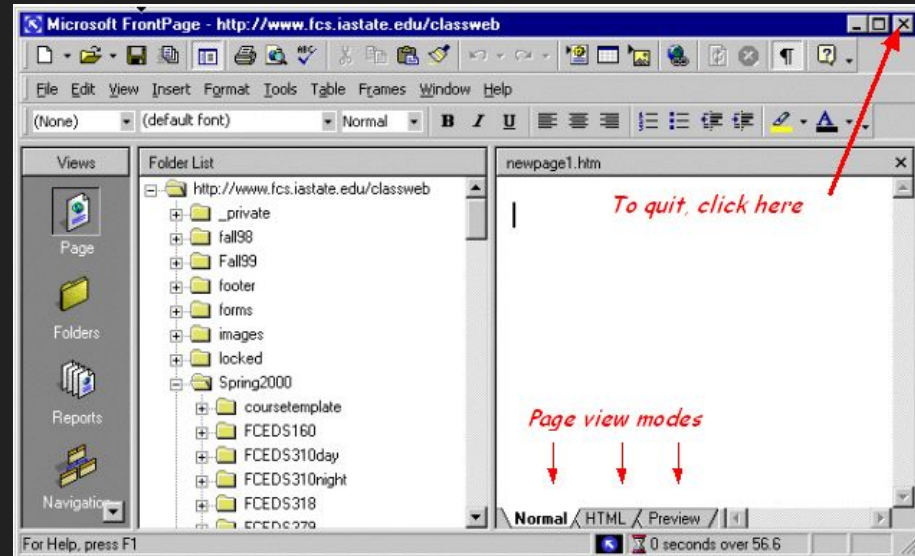 Microsoft FrontPage - http://www.fcs.iastate.edu/classweb
File Edit View Insert Format Tools Table Frames Window Help
(None) (default font) Normal B I U A
Views
Page
Folders
Reports
Navigation
Folder List
http://www.fcs.iastate.edu/classweb
_private
fall98
Fall99
footer
forms
images
locked
Spring2000
coursetemplate
FCEDS160
FCEDS310day
FCEDS310night
FCEDS318
FCEDS379
newpage1.htm
To quit, click here
Page view modes
Normal HTML Preview
For Help, press F1
0 seconds over 56.6